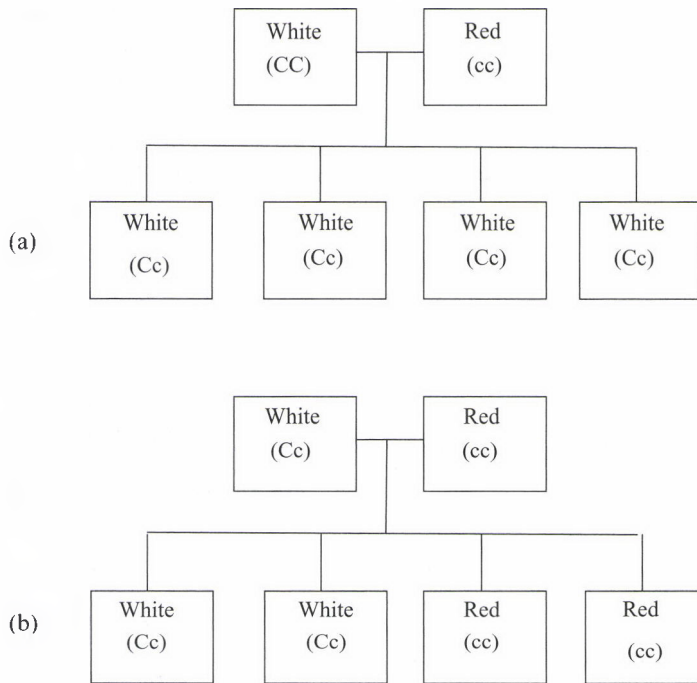 White Red
(CC) (cc)
(a)
White White White White
(Cc) (Cc) (Cc) (Cc)
White Red
(Cc) (cc)
(b)
White White Red Red
(Cc) (Cc) (cc) (cc)